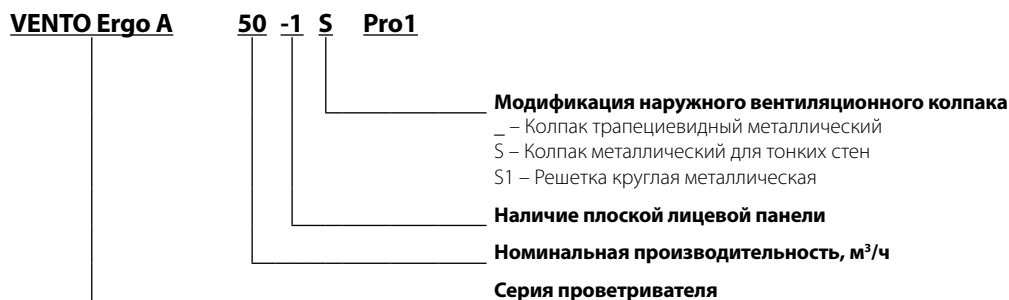 VENTO Ergo A 50 -1 S Pro1
Модификация наружного вентиляционного колпака
_ – Колпак трапециевидный металлический
S – Колпак металлический для тонких стен
S1 – Решетка круглая металлическая
Наличие плоской лицевой панели
Номинальная производительность, м³/ч
Серия проветривателя